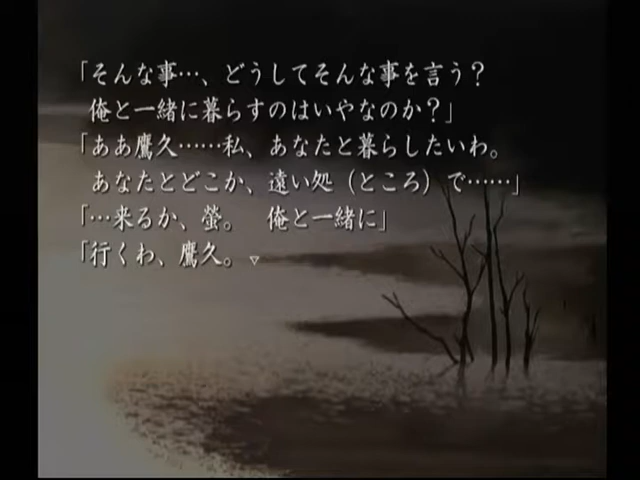 「そんな事…、どうしてそんな事を言う？
俺と一緒に暮らすのはいやなのか？」
「ああ鷹久……私、あなたと暮らしたいわ。
あなたとどこか、遠い処（ところ）で……」
「…来るか、螢。　俺と一緒に」
「行くわ、鷹久。▽